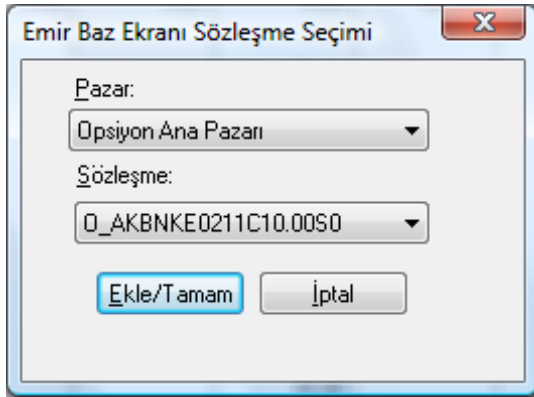 Emir Baz Ekranı Sözleşme Seçimi
Pazar:
Opsiyon Ana Pazarı
Sözleşme:
O_AKBNKE0211C10.00S0
Ekle/Tamam İptal